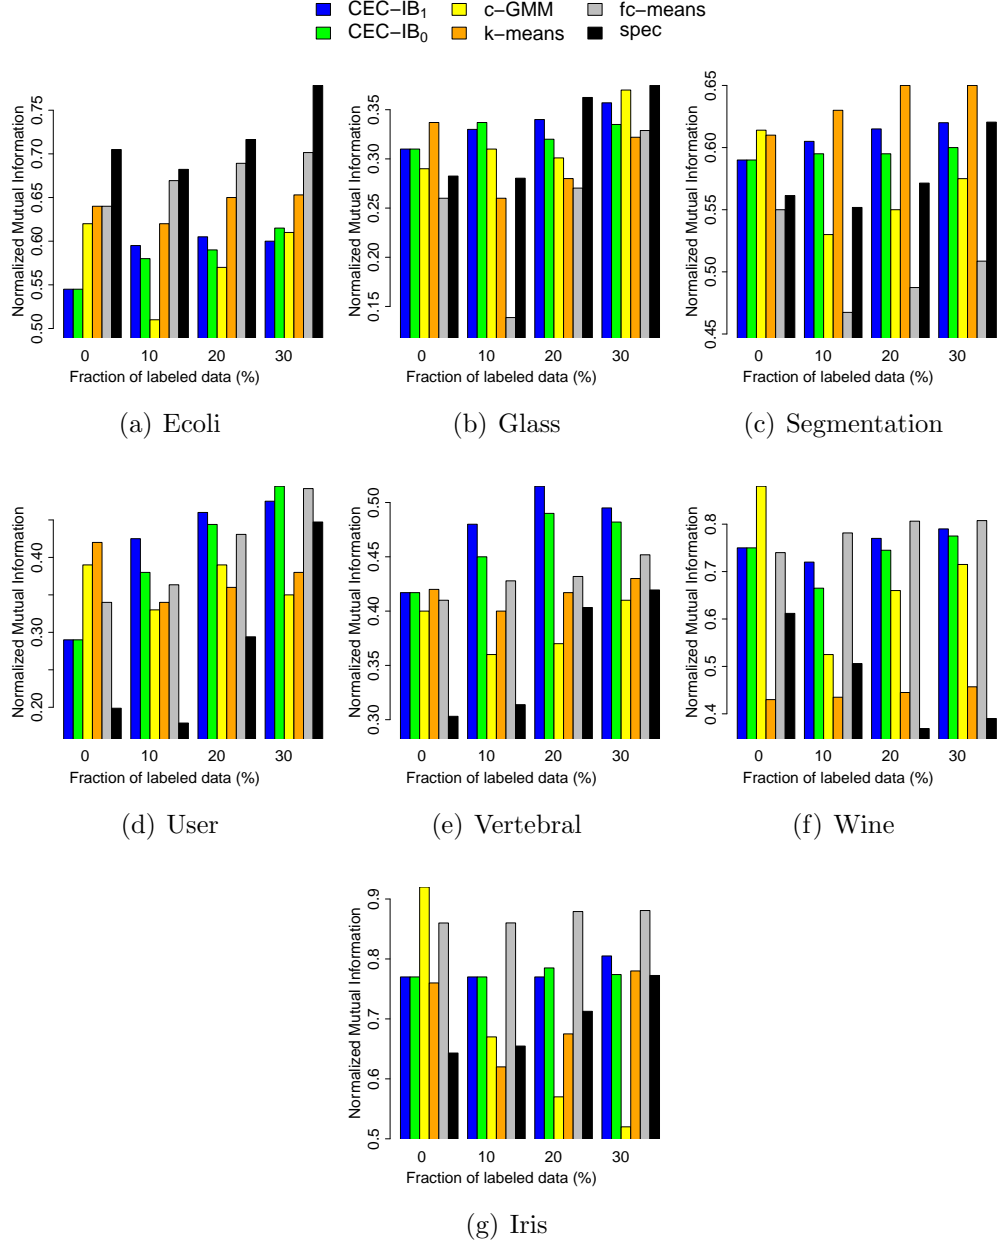 CEC−IB1 c−GMM fc−means
CEC−IB0 k−means spec
Normalized Mutual Information
0.50 0.55 0.60 0.65 0.70 0.75
0 10 20 30
Fraction of labeled data (%)
(a) Ecoli
Normalized Mutual Information
0.15 0.25 0.30 0.35
0 10 20 30
Fraction of labeled data (%)
(b) Glass
Normalized Mutual Information
0.45 0.50 0.55 0.60 0.65
0 10 20 30
Fraction of labeled data (%)
(c) Segmentation
Normalized Mutual Information
0.20 0.30 0.40
0 10 20 30
Fraction of labeled data (%)
(d) User
Normalized Mutual Information
0.30 0.35 0.40 0.45 0.50
0 10 20 30
Fraction of labeled data (%)
(e) Vertebral
Normalized Mutual Information
0.4 0.5 0.6 0.7 0.8
0 10 20 30
Fraction of labeled data (%)
(f) Wine
Normalized Mutual Information
0.5 0.6 0.7 0.8 0.9
0 10 20 30
Fraction of labeled data (%)
(g) Iris